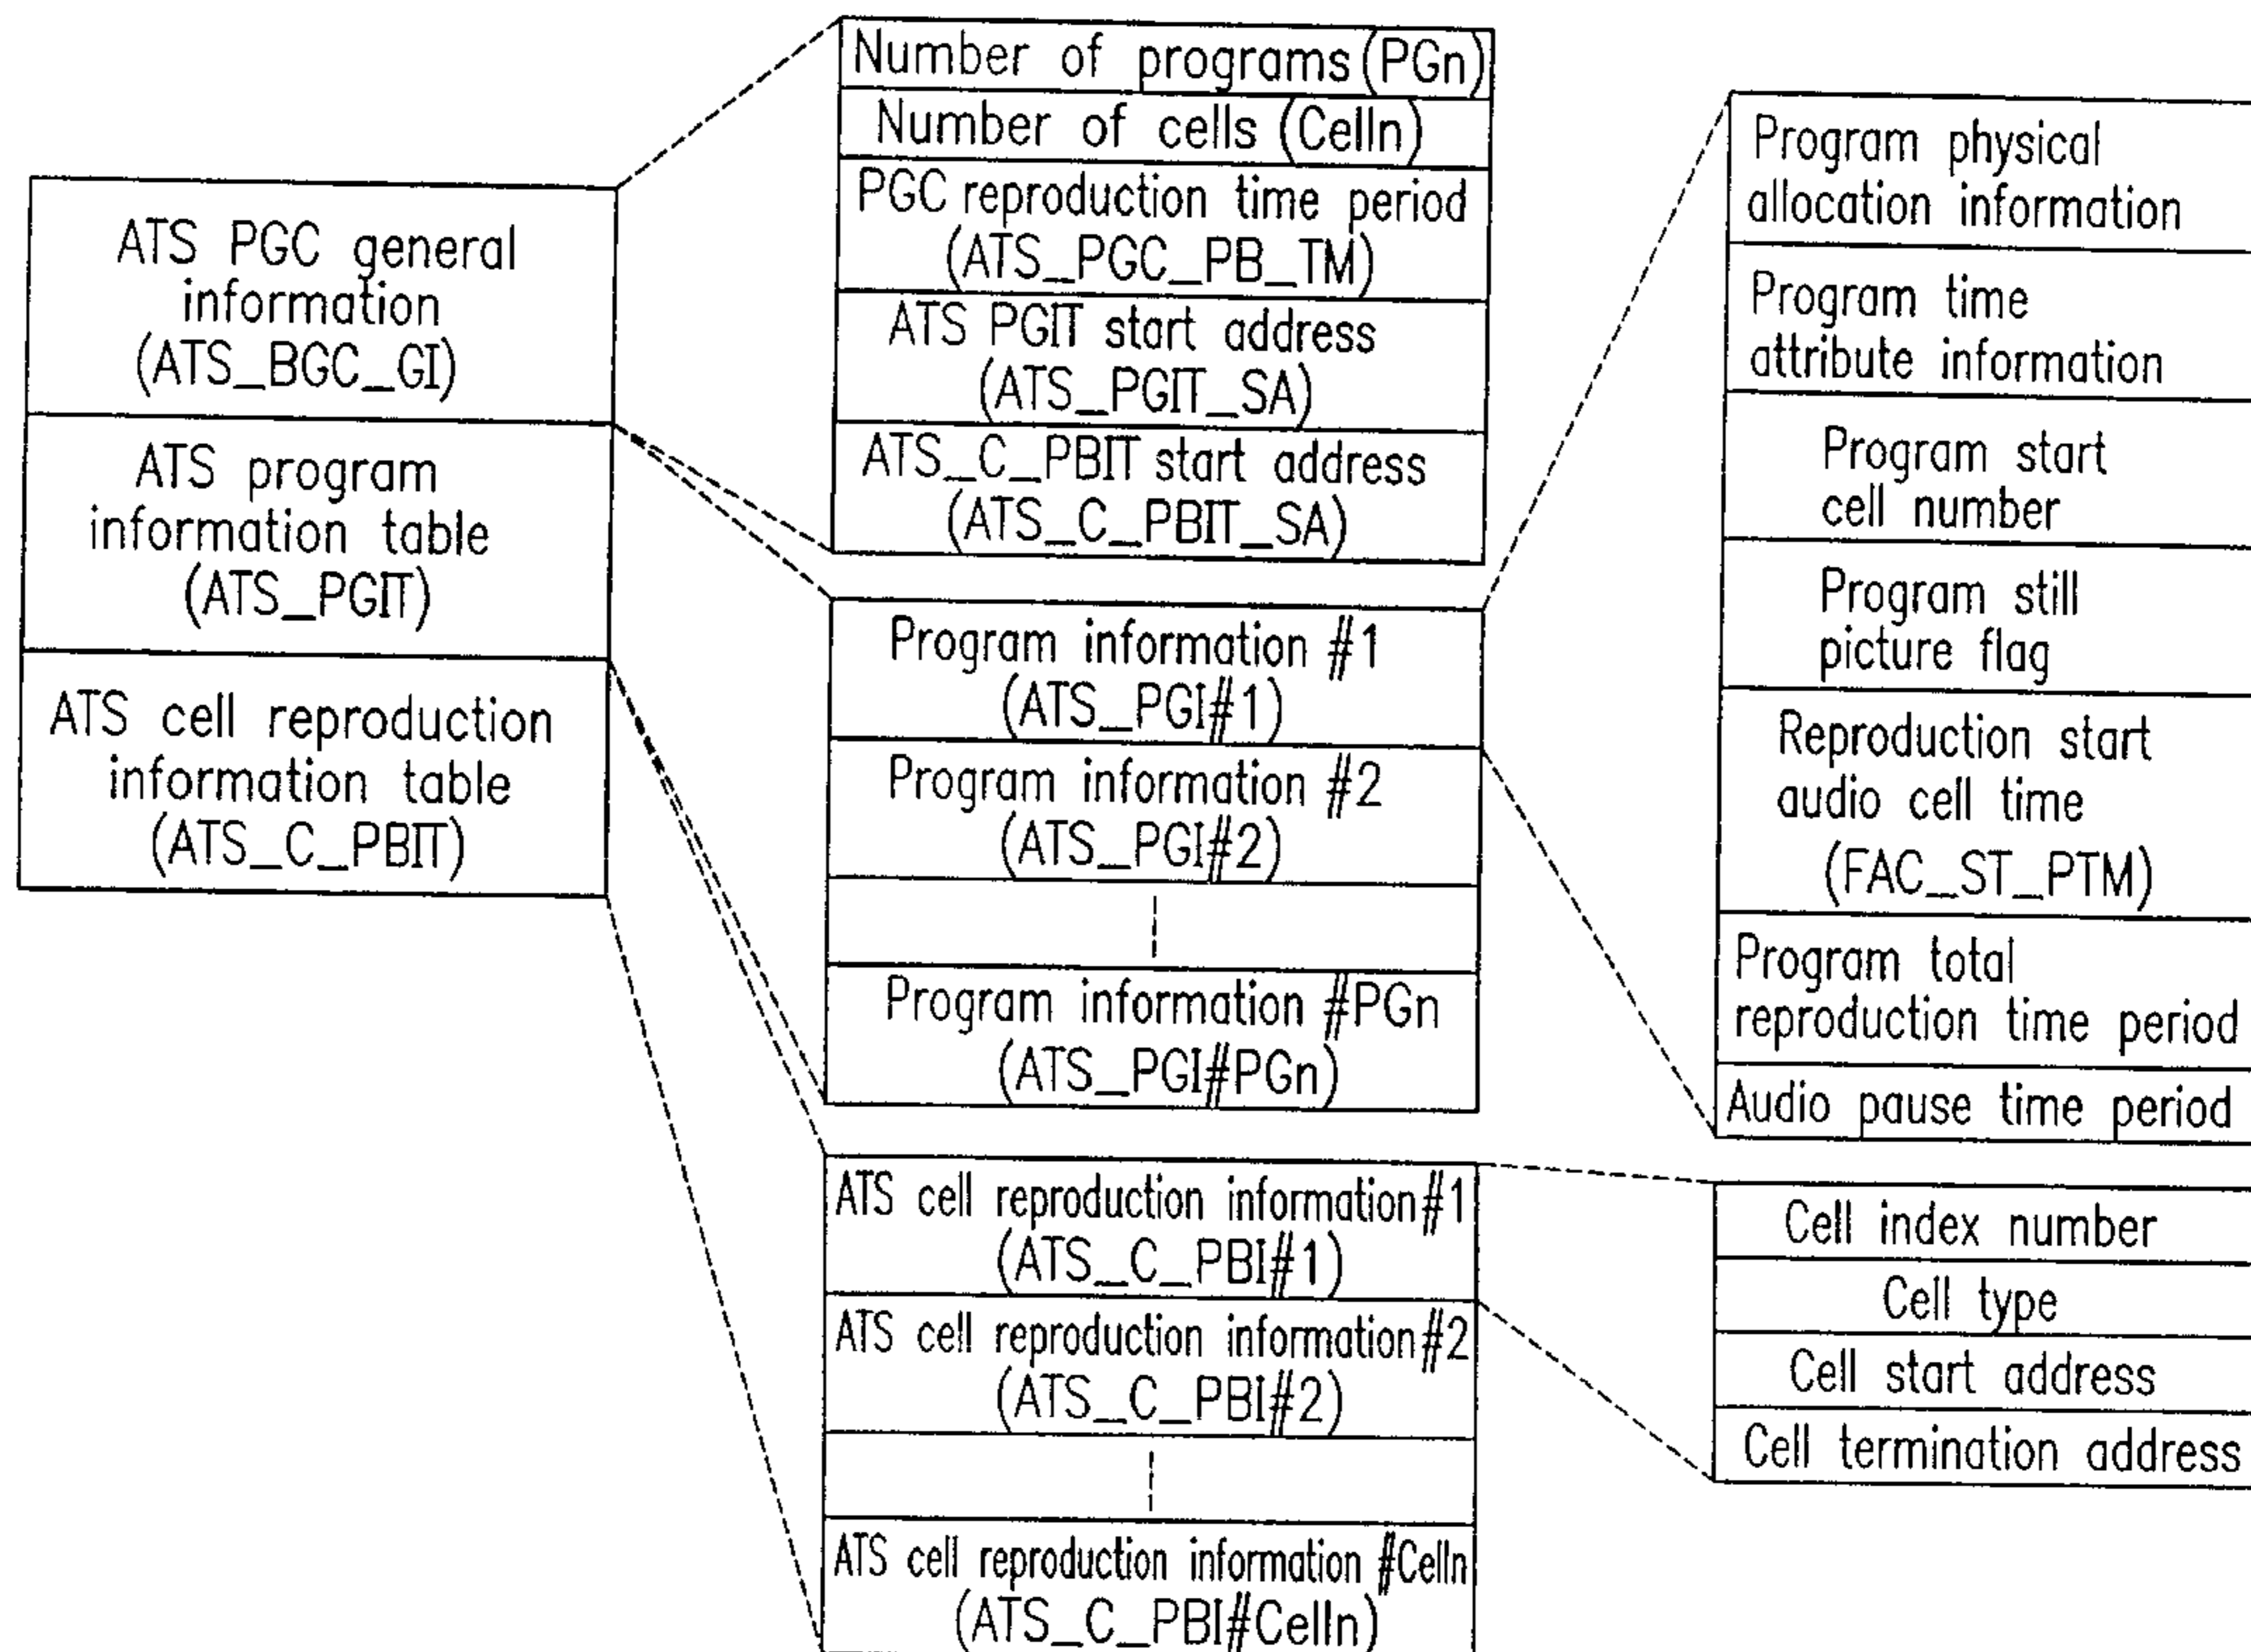 ATS PGC general
information
(ATS_BGC_GI)
ATS program
information table
(ATS_PGIT)
ATS cell reproduction
information table
(ATS_C_PBIT)
Number of programs(PGn)
Number of cells (Celln)
PGC reproduction time period
(ATS_PGC_PB_TM)
ATS PGIT start address
(ATS_PGIT_SA)
ATS_C_PBIT start address
(ATS_C_PBIT_SA)
Program information #1
(ATS_PGI#1)
Program information #2
(ATS_PGI#2)
Program information #PGn
(ATS_PGI#PGn)
ATS cell reproduction information#1
(ATS_C_PBI#1)
ATS cell reproduction information#2
(ATS_C_PBI#2)
ATS cell reproduction information #Celln
(ATS_C_PBI#Celln)
Program physical
allocation information
Program time
attribute information
Program start
cell number
Program still
picture flag
Reproduction start
audio cell time
(FAC_ST_PTM)
Program total
reproduction time period
Audio pause time period
Cell index number
Cell type
Cell start address
Cell termination address